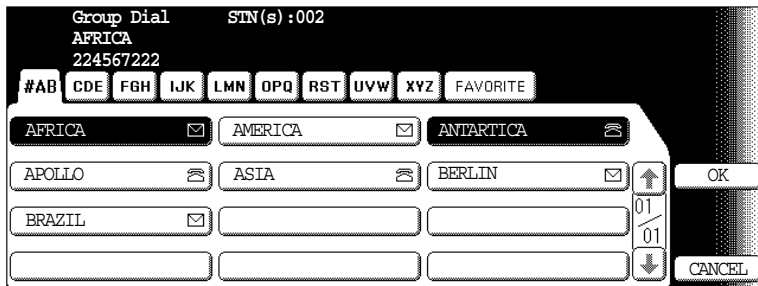 Group Dial STN(s):002
AFRICA
224567222
#AB CDE FGH IJK LMN OPQ RST UVW XYZ FAVORITE
AFRICA AMERICA ANTARTICA
APOLLO ASIA BERLIN OK
BRAZIL 01
01
CANCEL